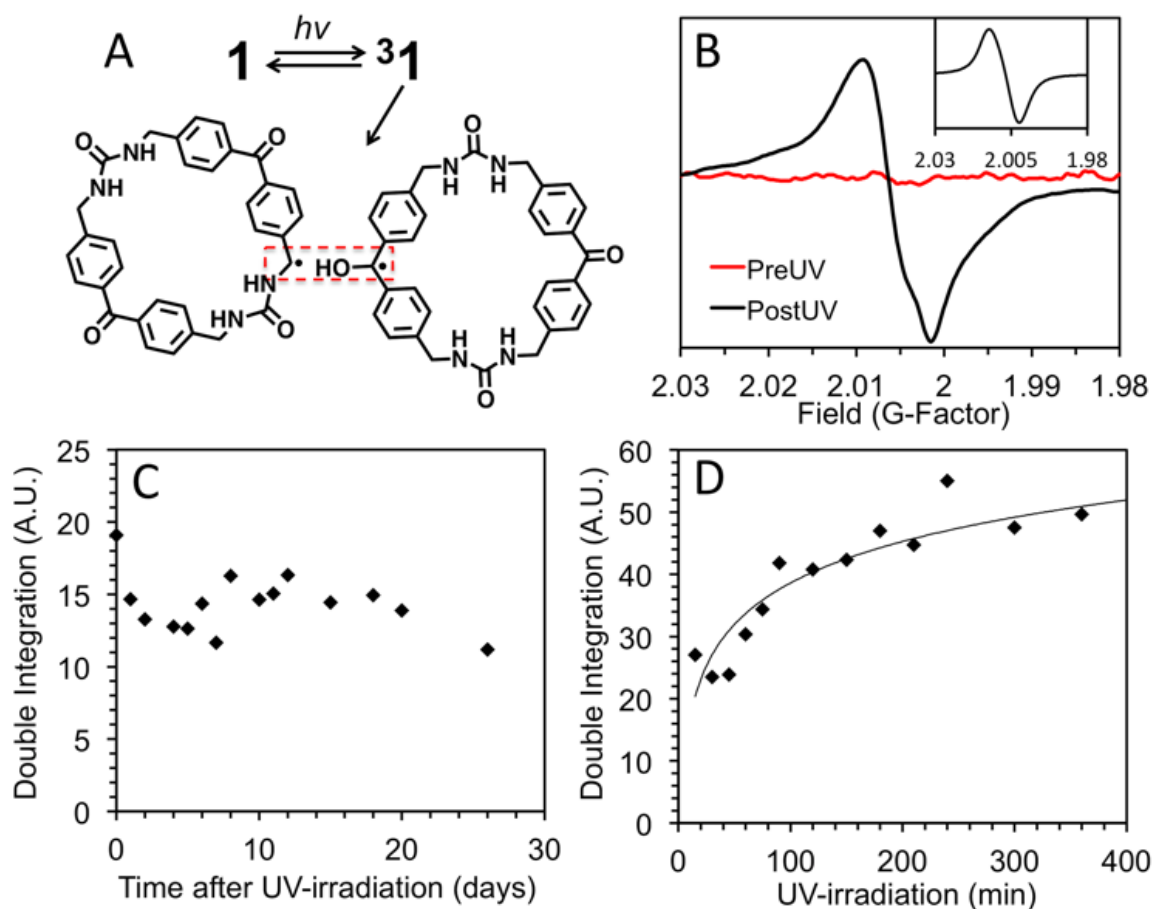 A
hv
1
³1
O
NH
NH
O
HN
NH
O
O
HO
O
N
H
N
H
O
H
N
H
N
O
B
2.03
2.005
1.98
PreUV
PostUV
2.03
2.02
2.01
2
1.99
1.98
Field (G-Factor)
C
Double Integration (A.U.)
25
20
15
10
5
0
0
10
20
30
Time after UV-irradiation (days)
D
Double Integration (A.U.)
60
50
40
30
20
10
0
0
100
200
300
400
UV-irradiation (min)